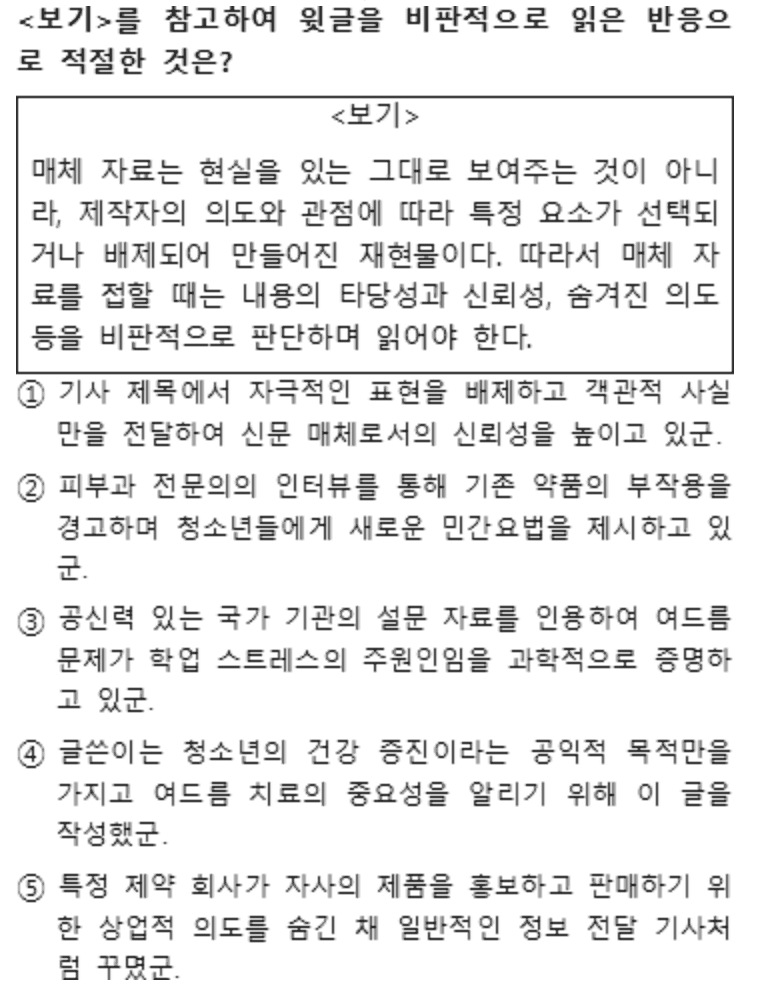 <보기>를 참고하여 윗글을 비판적으로 읽은 반응으
로 적절한 것은?
<보기>
매체 자료는 현실을 있는 그대로 보여주는 것이 아니
라, 제작자의 의도와 관점에 따라 특정 요소가 선택되
거나 배제되어 만들어진 재현물이다. 따라서 매체 자
료를 접할 때는 내용의 타당성과 신뢰성, 숨겨진 의도
등을 비판적으로 판단하며 읽어야 한다.
① 기사 제목에서 자극적인 표현을 배제하고 객관적 사실
만을 전달하여 신문 매체로서의 신뢰성을 높이고 있군.
② 피부과 전문의의 인터뷰를 통해 기존 약품의 부작용을
경고하며 청소년들에게 새로운 민간요법을 제시하고 있
군.
③ 공신력 있는 국가 기관의 설문 자료를 인용하여 여드름
문제가 학업 스트레스의 주원인임을 과학적으로 증명하
고 있군.
④ 글쓴이는 청소년의 건강 증진이라는 공익적 목적만을
가지고 여드름 치료의 중요성을 알리기 위해 이 글을
작성했군.
⑤ 특정 제약 회사가 자사의 제품을 홍보하고 판매하기 위
한 상업적 의도를 숨긴 채 일반적인 정보 전달 기사처
럼 꾸몄군.